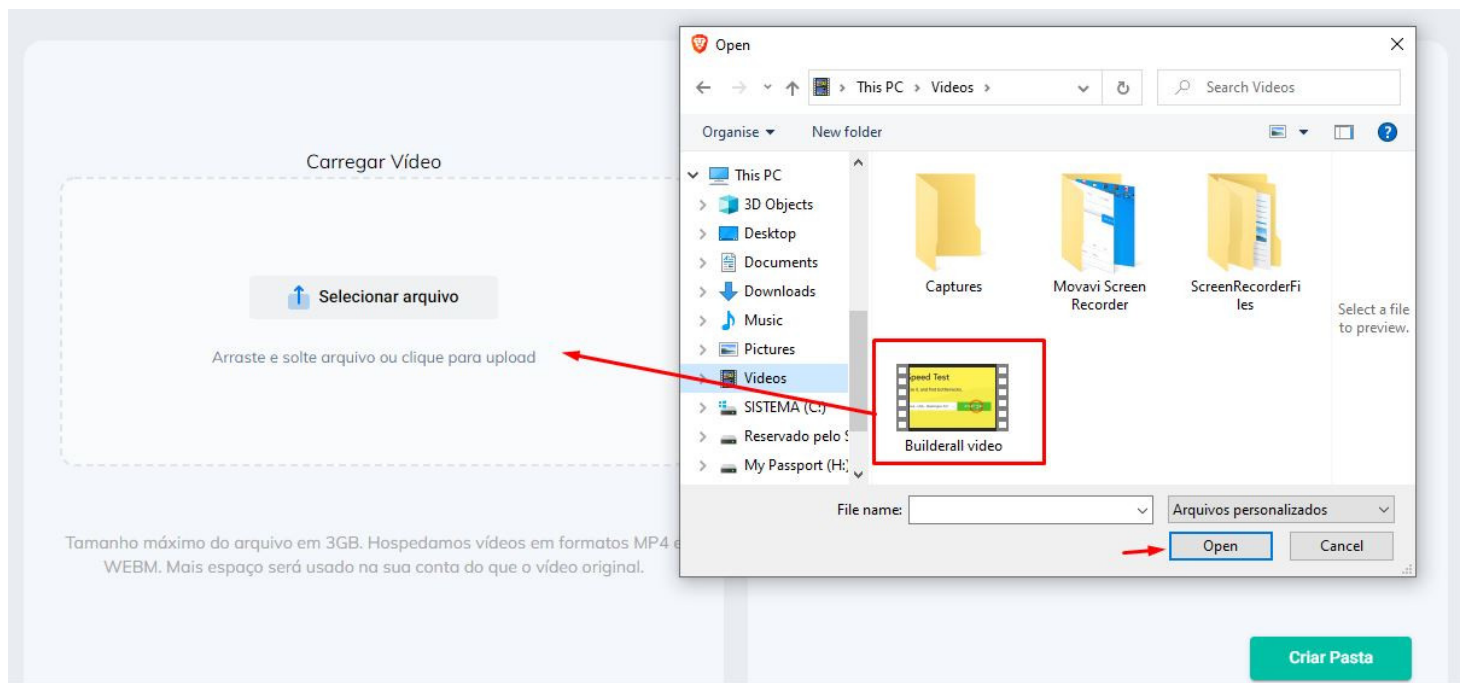 Carregar Vídeo
Selecionar arquivo
Arraste e solte arquivo ou clique para upload
Tamanho máximo do arquivo em 3GB. Hospedamos vídeos em formatos MP4 e
WEBM. Mais espaço será usado na sua conta do que o vídeo original.
Open
This PC > Videos >
Search Videos
Organise
New folder
This PC
3D Objects
Desktop
Documents
Downloads
Music
Pictures
Videos
SISTEMA (C:)
Reservado pelo S
My Passport (H:)
Captures
Movavi Screen
Recorder
ScreenRecorderFi
les
Speed Test
Builderall video
Select a file
to preview.
File name:
Arquivos personalizados
Open
Cancel
Criar Pasta